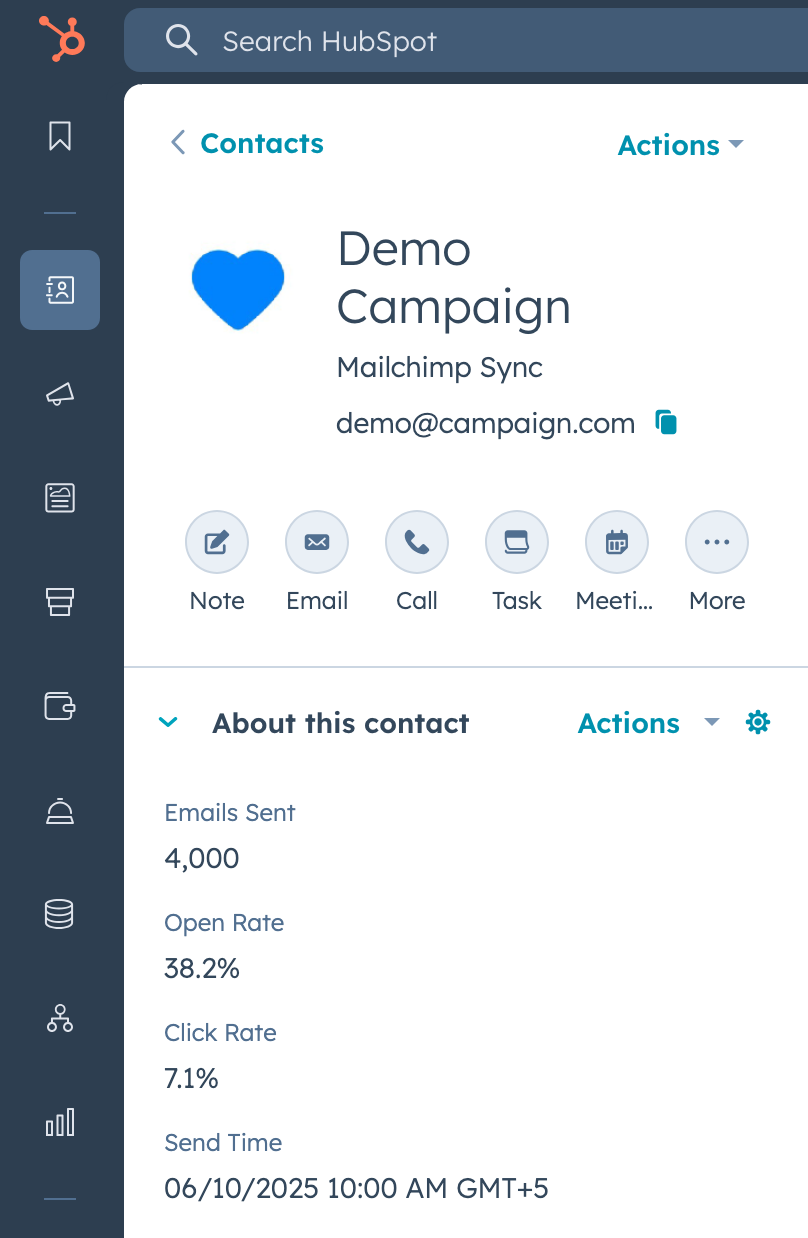 Search HubSpot
Contacts
Actions
Demo
Campaign
Mailchimp Sync
demo@campaign.com
Note Email Call Task Meeti... More
About this contact Actions
Emails Sent
4,000
Open Rate
38.2%
Click Rate
7.1%
Send Time
06/10/2025 10:00 AM GMT+5